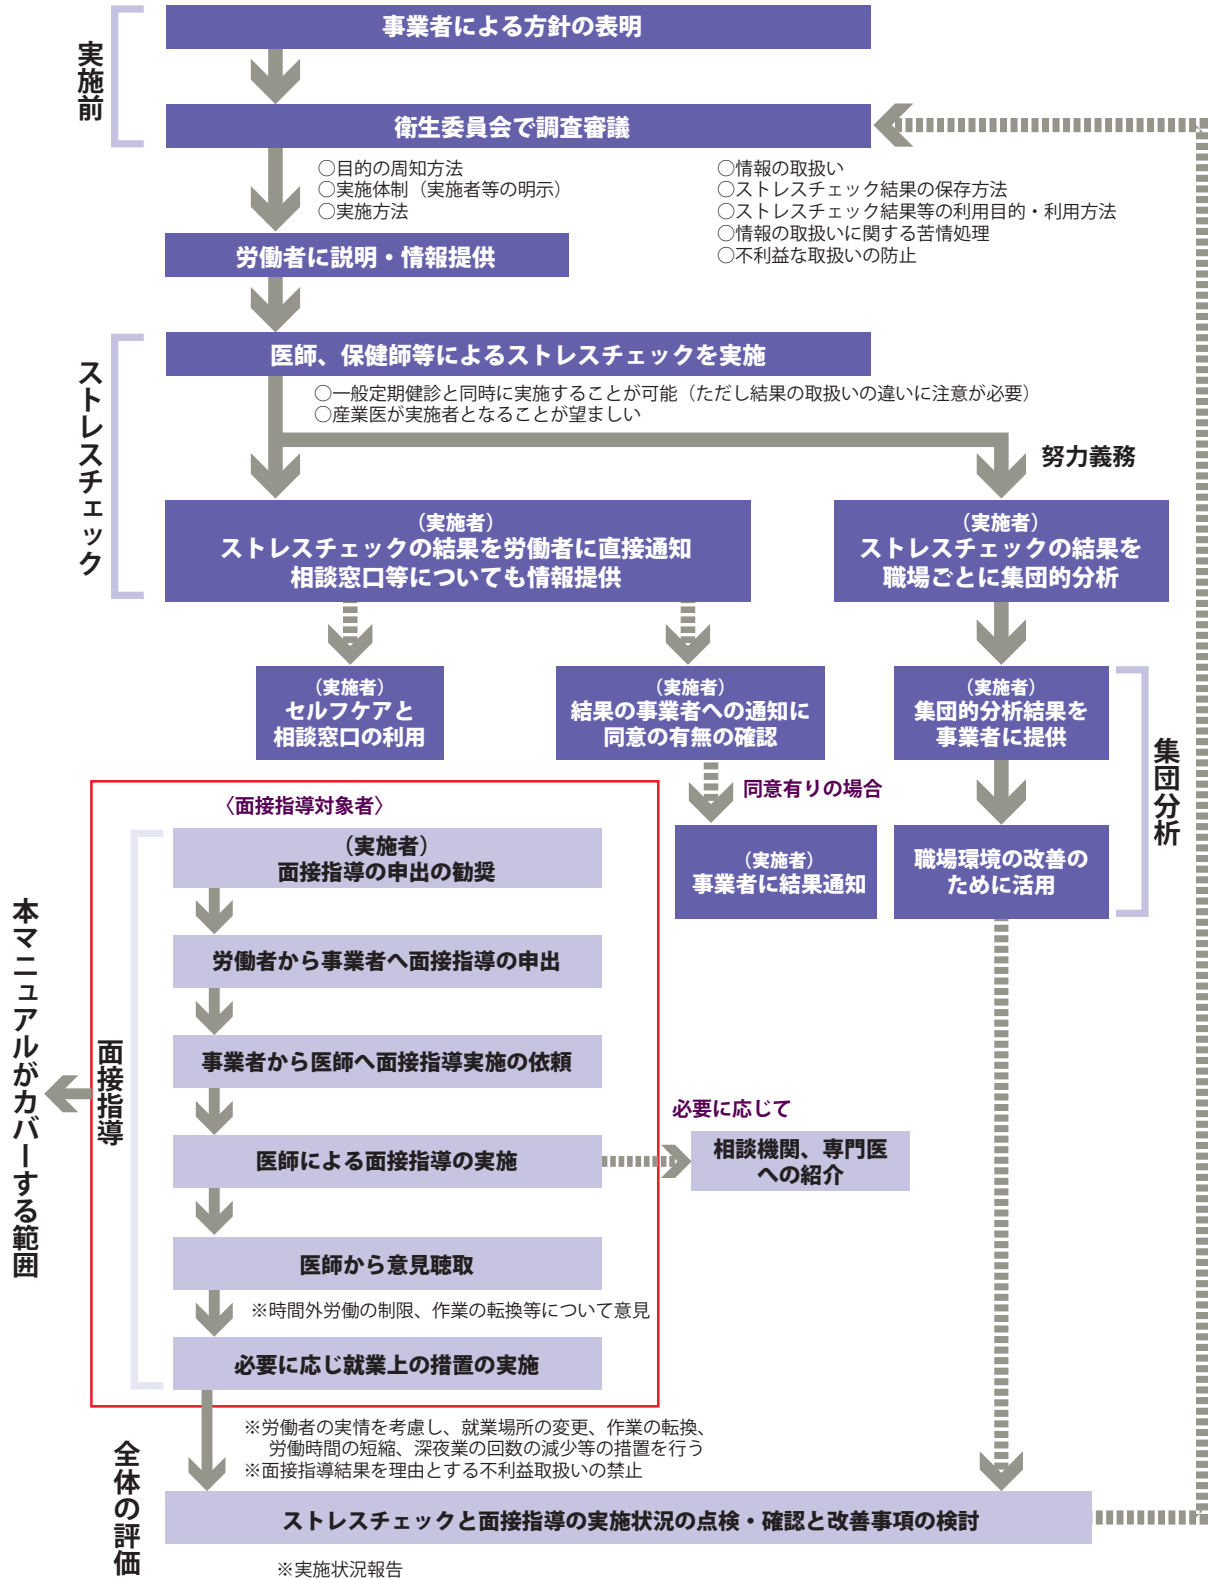 実施前
事業者による方針の表明
衛生委員会で調査審議
○目的の周知方法
○実施体制（実施者等の明示）
○実施方法
○情報の取扱い
○ストレスチェック結果の保存方法
○ストレスチェック結果等の利用目的・利用方法
○情報の取扱いに関する苦情処理
○不利益な取扱いの防止
労働者に説明・情報提供
ストレスチェック
医師、保健師等によるストレスチェックを実施
○一般定期健診と同時に実施することが可能（ただし結果の取扱いの違いに注意が必要）
○産業医が実施者となることが望ましい
努力義務
（実施者）
ストレスチェックの結果を労働者に直接通知
相談窓口等についても情報提供
（実施者）
ストレスチェックの結果を
職場ごとに集団的分析
（実施者）
セルフケアと
相談窓口の利用
（実施者）
結果の事業者への通知に
同意の有無の確認
（実施者）
集団的分析結果を
事業者に提供
集団分析
同意有りの場合
（実施者）
事業者に結果通知
職場環境の改善の
ために活用
〈面接指導対象者〉
（実施者）
面接指導の申出の勧奨
労働者から事業者へ面接指導の申出
事業者から医師へ面接指導実施の依頼
面接指導
本マニュアルがカバーする範囲
医師による面接指導の実施
必要に応じて
相談機関、専門医
への紹介
医師から意見聴取
※時間外労働の制限、作業の転換等について意見
必要に応じ就業上の措置の実施
※労働者の実情を考慮し、就業場所の変更、作業の転換、
労働時間の短縮、深夜業の回数の減少等の措置を行う
※面接指導結果を理由とする不利益取扱いの禁止
全体の評価
ストレスチェックと面接指導の実施状況の点検・確認と改善事項の検討
※実施状況報告